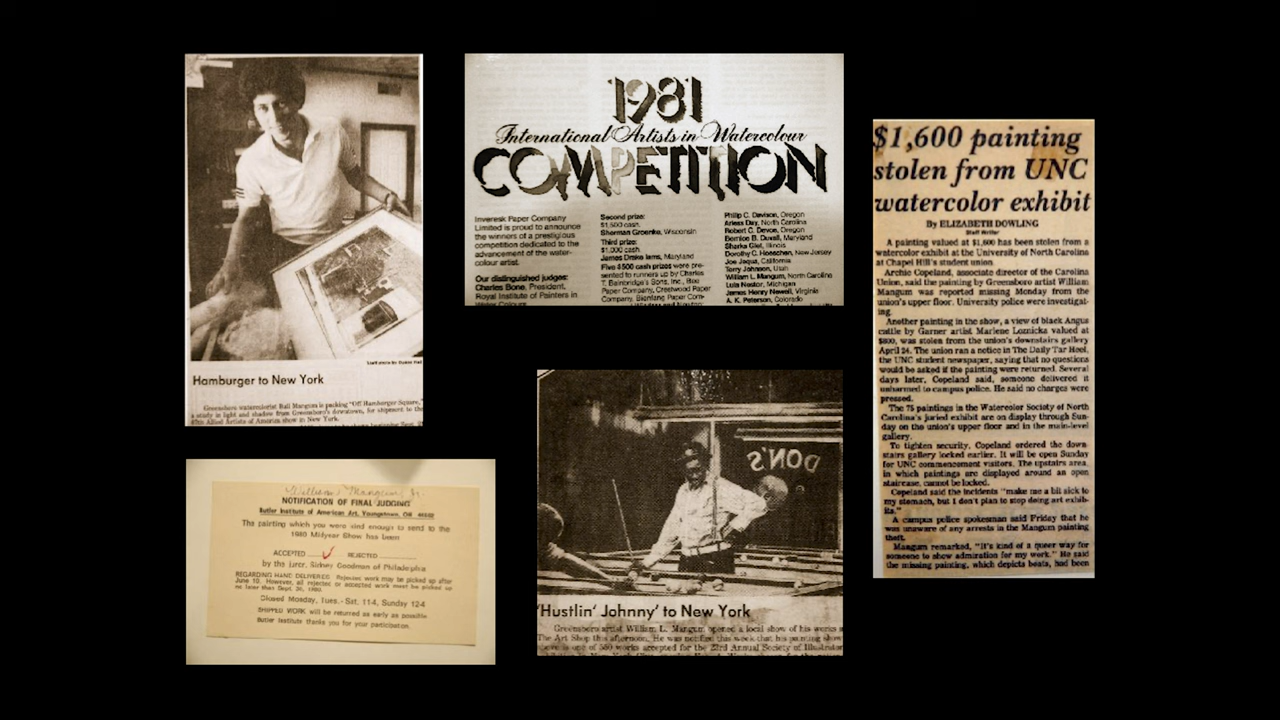 Hamburger to New York
Greensboro watercolorist Bill Mangum is packing "Off Hamburger Square,"
a study in light and shadow from Greensboro's downtown, for shipment to the
Allied Artists of America show in New York.
William Mangum Jr.
NOTIFICATION OF FINAL JUDGING
Butler Institute of American Art, Youngstown, OH
The painting which you were kind enough to send to the
1980 Midyear Show has been
ACCEPTED ✓ REJECTED
by the juror, Sidney Goodman of Philadelphia
REGARDING HAND DELIVERED: Rejected work may be picked up after
June 10. However, all rejected or accepted work must be picked up
no later than Sept. 30, 1980.
Closed Monday, Tues.-Sat. 11-4, Sunday 12-4
SHIPPED WORK will be returned as early as possible
Butler Institute thanks you for your participation.
1981
International Artists in Watercolour
COMPETITION
Inveresk Paper Company
Limited is proud to announce
the winners of a prestigious
competition dedicated to the
advancement of the water-
colour artist.
Our distinguished judges:
Charles Bone, President,
Royal Institute of Painters in
Water Colours
Second prize:
$1,500 cash.
Sherman Groenke, Wisconsin
Third prize:
$1,000 cash.
James Drake Iams, Maryland
Five $500 cash prizes were pre-
sented to runners up by Charles
T. Bainbridge's Sons, Inc., Bee
Paper Company, Crestwood Paper
Company, Bienfang Paper Com-
Philip C. Davison, Oregon
Arless Day, North Carolina
Robert C. Devoe, Oregon
Bernice B. Duvall, Maryland
Sharka Glet, Illinois
Dorothy C. Hoeschen, New Jersey
Joe Jaqua, California
Terry Johnson, Utah
William L. Mangum, North Carolina
Luis Nestor, Michigan
James Henry Newell, Virginia
A. K. Peterson, Colorado
DON'S
'Hustlin' Johnny' to New York
Greensboro artist William L. Mangum opened a local show of his works a
The Art Shop this afternoon. He was notified this week that his painting show
above is one of 550 works accepted for the 23rd Annual Society of Illustrator
$1,600 painting
stolen from UNC
watercolor exhibit
By ELIZABETH DOWLING
Staff Writer
A painting valued at $1,600 has been stolen from a
watercolor exhibit at the University of North Carolina
at Chapel Hill's student union.
Archie Copeland, associate director of the Carolina
Union, said the painting by Greensboro artist William
Mangum was reported missing Monday from the
union's upper floor. University police were investigat-
ing.
Another painting in the show, a view of black Angus
cattle by Garner artist Marlene Loznicka valued at
$800, was stolen from the union's downstairs gallery
April 24. The union ran a notice in The Daily Tar Heel,
the UNC student newspaper, saying that no questions
would be asked if the painting were returned. Several
days later, Copeland said, someone delivered it
unharmed to campus police. He said no charges were
pressed.
The 75 paintings in the Watercolor Society of North
Carolina's juried exhibit are on display through Sun-
day on the union's upper floor and in the main-level
gallery.
To tighten security, Copeland ordered the down-
stairs gallery locked earlier. It will be open Sunday
for UNC commencement visitors. The upstairs area,
in which paintings are displayed around an open
staircase, cannot be locked.
Copeland said the incidents "make me a bit sick to
my stomach, but I don't plan to stop doing art exhib-
its."
A campus police spokesman said Friday that he
was unaware of any arrests in the Mangum painting
theft.
Mangum remarked, "It's kind of a queer way for
someone to show admiration for my work." He said
the missing painting, which depicts boats, had been